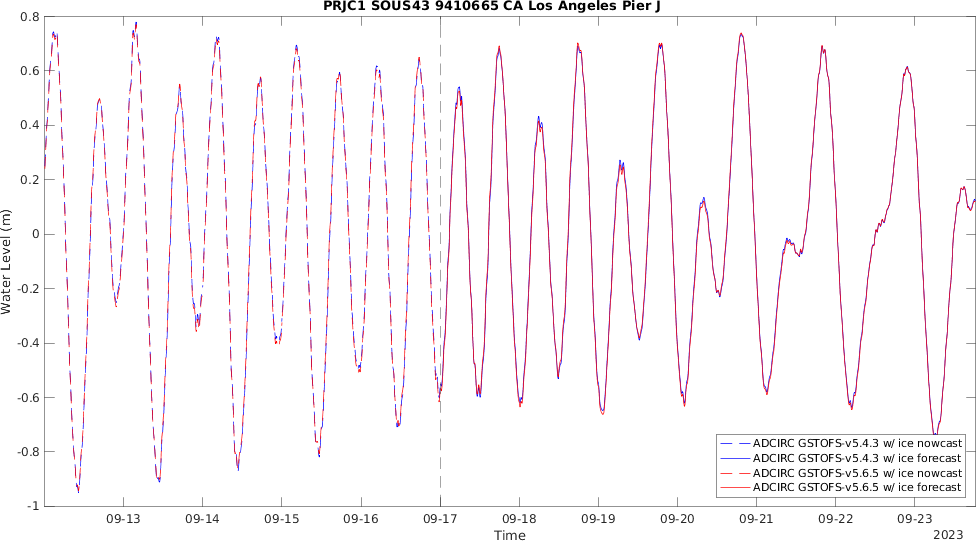 PRJC1 SOUS43 9410665 CA Los Angeles Pier J
Water Level (m)
0.8
0.6
0.4
0.2
0
-0.2
-0.4
-0.6
-0.8
-1
ADCIRC GSTOFS-v5.4.3 w/ ice nowcast
ADCIRC GSTOFS-v5.4.3 w/ ice forecast
ADCIRC GSTOFS-v5.6.5 w/ ice nowcast
ADCIRC GSTOFS-v5.6.5 w/ ice forecast
09-13 09-14 09-15 09-16 09-17 09-18 09-19 09-20 09-21 09-22 09-23
Time
2023